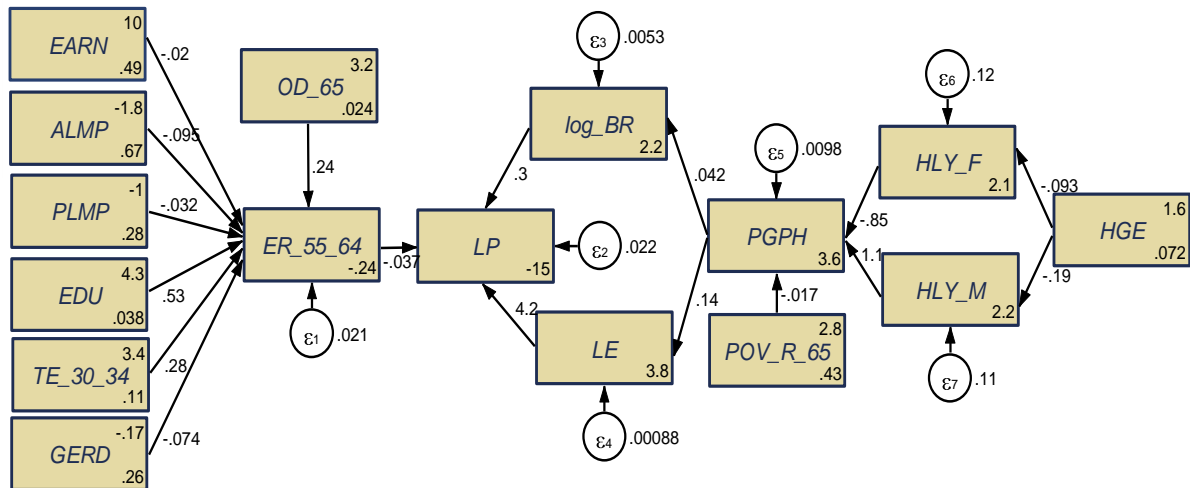 10
EARN
.49
-.02
-1.8
ALMP
.67
-.095
-1
PLMP
.28
-.032
4.3
EDU
.038
.53
3.4
TE_30_34
.11
.28
-.17
GERD
.26
-.074
3.2
OD_65
.024
.24
ER_55_64
-.24
-.037
ε1
.021
LP
-15
ε2
.022
ε3
.0053
log_BR
2.2
.3
.042
4.2
LE
3.8
.14
ε4
.00088
ε5
.0098
PGPH
3.6
-.017
2.8
POV_R_65
.43
ε6
.12
HLY_F
2.1
-.85
-.093
1.1
HLY_M
2.2
-.19
ε7
.11
1.6
HGE
.072